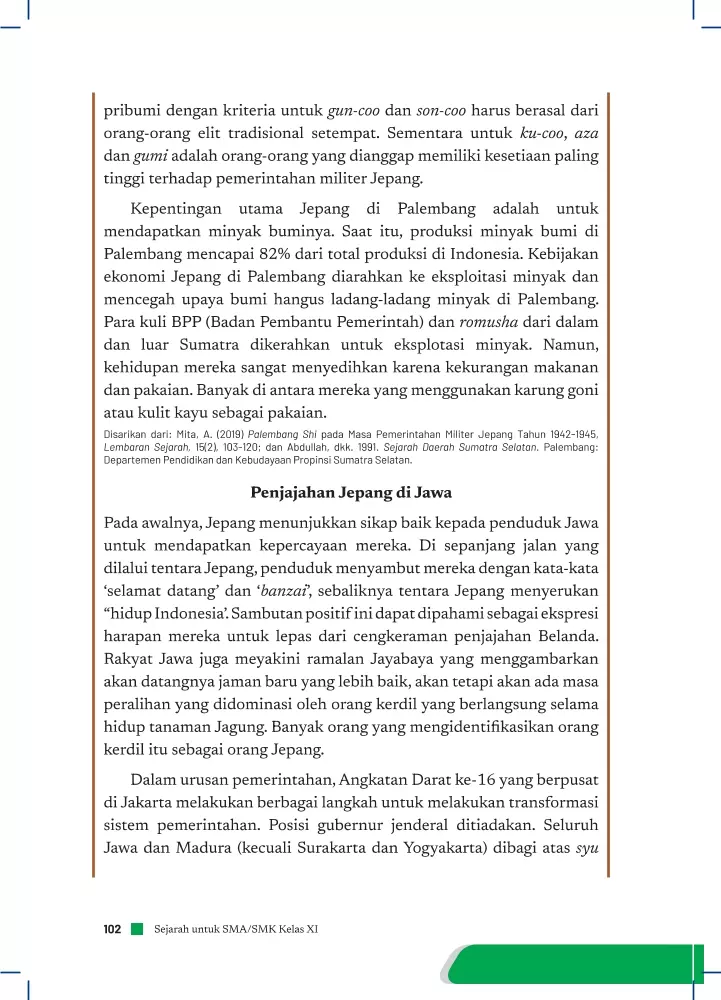 pribumi dengan kriteria untuk gun-coo dan son-coo harus berasal dari
orang-orang elit tradisional setempat. Sementara untuk ku-coo, aza
dan gumi adalah orang-orang yang dianggap memiliki kesetiaan paling
tinggi terhadap pemerintahan militer Jepang.
Kepentingan utama Jepang di Palembang adalah untuk
mendapatkan minyak buminya. Saat itu, produksi minyak bumi di
Palembang mencapai 82% dari total produksi di Indonesia. Kebijakan
ekonomi Jepang di Palembang diarahkan ke eksploitasi minyak dan
mencegah upaya bumi hangus ladang-ladang minyak di Palembang.
Para kuli BPP (Badan Pembantu Pemerintah) dan romusha dari dalam
dan luar Sumatra dikerahkan untuk eksplotasi minyak. Namun,
kehidupan mereka sangat menyedihkan karena kekurangan makanan
dan pakaian. Banyak di antara mereka yang menggunakan karung goni
atau kulit kayu sebagai pakaian.
Disarikan dari: Mita, A. (2019) Palembang Shi pada Masa Pemerintahan Militer Jepang Tahun 1942–1945,
Lembaran Sejarah, 15(2), 103–120; dan Abdullah, dkk. 1991. Sejarah Daerah Sumatra Selatan. Palembang:
Departemen Pendidikan dan Kebudayaan Propinsi Sumatra Selatan.
Penjajahan Jepang di Jawa
Pada awalnya, Jepang menunjukkan sikap baik kepada penduduk Jawa
untuk mendapatkan kepercayaan mereka. Di sepanjang jalan yang
dilalui tentara Jepang, penduduk menyambut mereka dengan kata-kata
‘selamat datang’ dan ‘banzai’, sebaliknya tentara Jepang menyerukan
“hidup Indonesia’. Sambutan positif ini dapat dipahami sebagai ekspresi
harapan mereka untuk lepas dari cengkeraman penjajahan Belanda.
Rakyat Jawa juga meyakini ramalan Jayabaya yang menggambarkan
akan datangnya jaman baru yang lebih baik, akan tetapi akan ada masa
peralihan yang didominasi oleh orang kerdil yang berlangsung selama
hidup tanaman Jagung. Banyak orang yang mengidentifikasikan orang
kerdil itu sebagai orang Jepang.
Dalam urusan pemerintahan, Angkatan Darat ke-16 yang berpusat
di Jakarta melakukan berbagai langkah untuk melakukan transformasi
sistem pemerintahan. Posisi gubernur jenderal ditiadakan. Seluruh
Jawa dan Madura (kecuali Surakarta dan Yogyakarta) dibagi atas syu
102 Sejarah untuk SMA/SMK Kelas XI